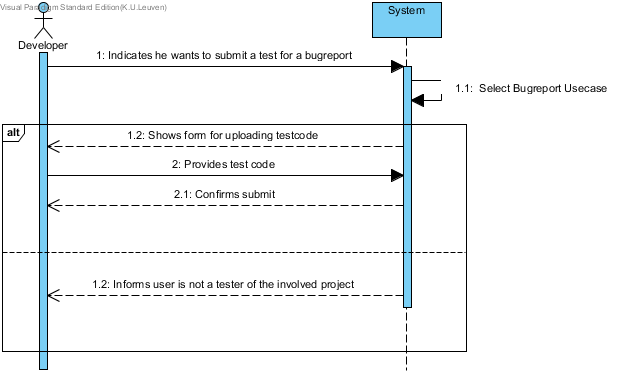 Visual Paradigm Standard Edition(K.U.Leuven)
System
Developer
1: Indicates he wants to submit a test for a bugreport
1.1: Select Bugreport Usecase
alt
1.2: Shows form for uploading testcode
2: Provides test code
2.1: Confirms submit
1.2: Informs user is not a tester of the involved project